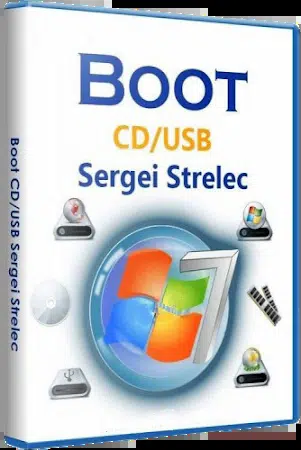 Boot
CD/USB
Sergei Strelec
7
Boot CD/USB Sergei Strelec